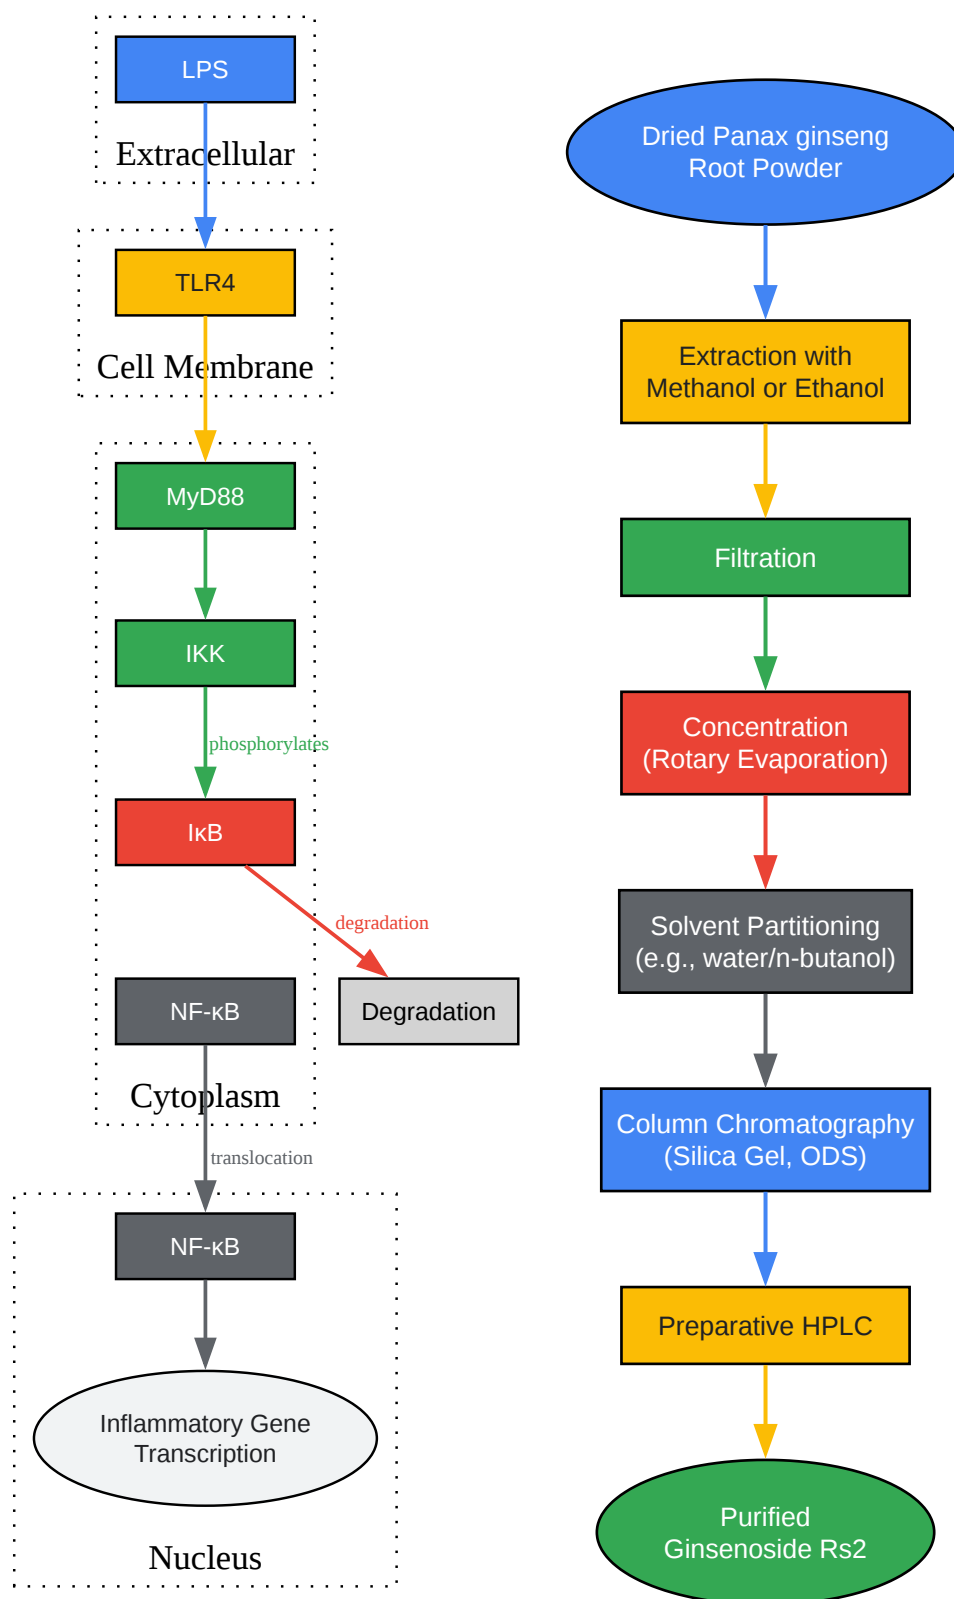 LPS
Extracellular
TLR4
Cell Membrane
MyD88
IKK
phosphorylates
IκB
degradation
NF-κB
Degradation
Cytoplasm
translocation
NF-κB
Inflammatory Gene
Transcription
Nucleus
Dried Panax ginseng
Root Powder
Extraction with
Methanol or Ethanol
Filtration
Concentration
(Rotary Evaporation)
Solvent Partitioning
(e.g., water/n-butanol)
Column Chromatography
(Silica Gel, ODS)
Preparative HPLC
Purified
Ginsenoside Rs2